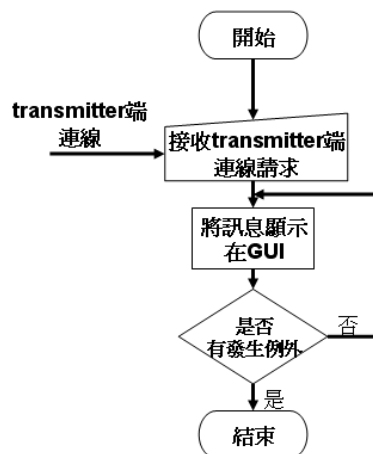 開始
transmitter端
連線
接收transmitter端
連線請求
將訊息顯示
在GUI
是否
有發生例外
否
是
結束